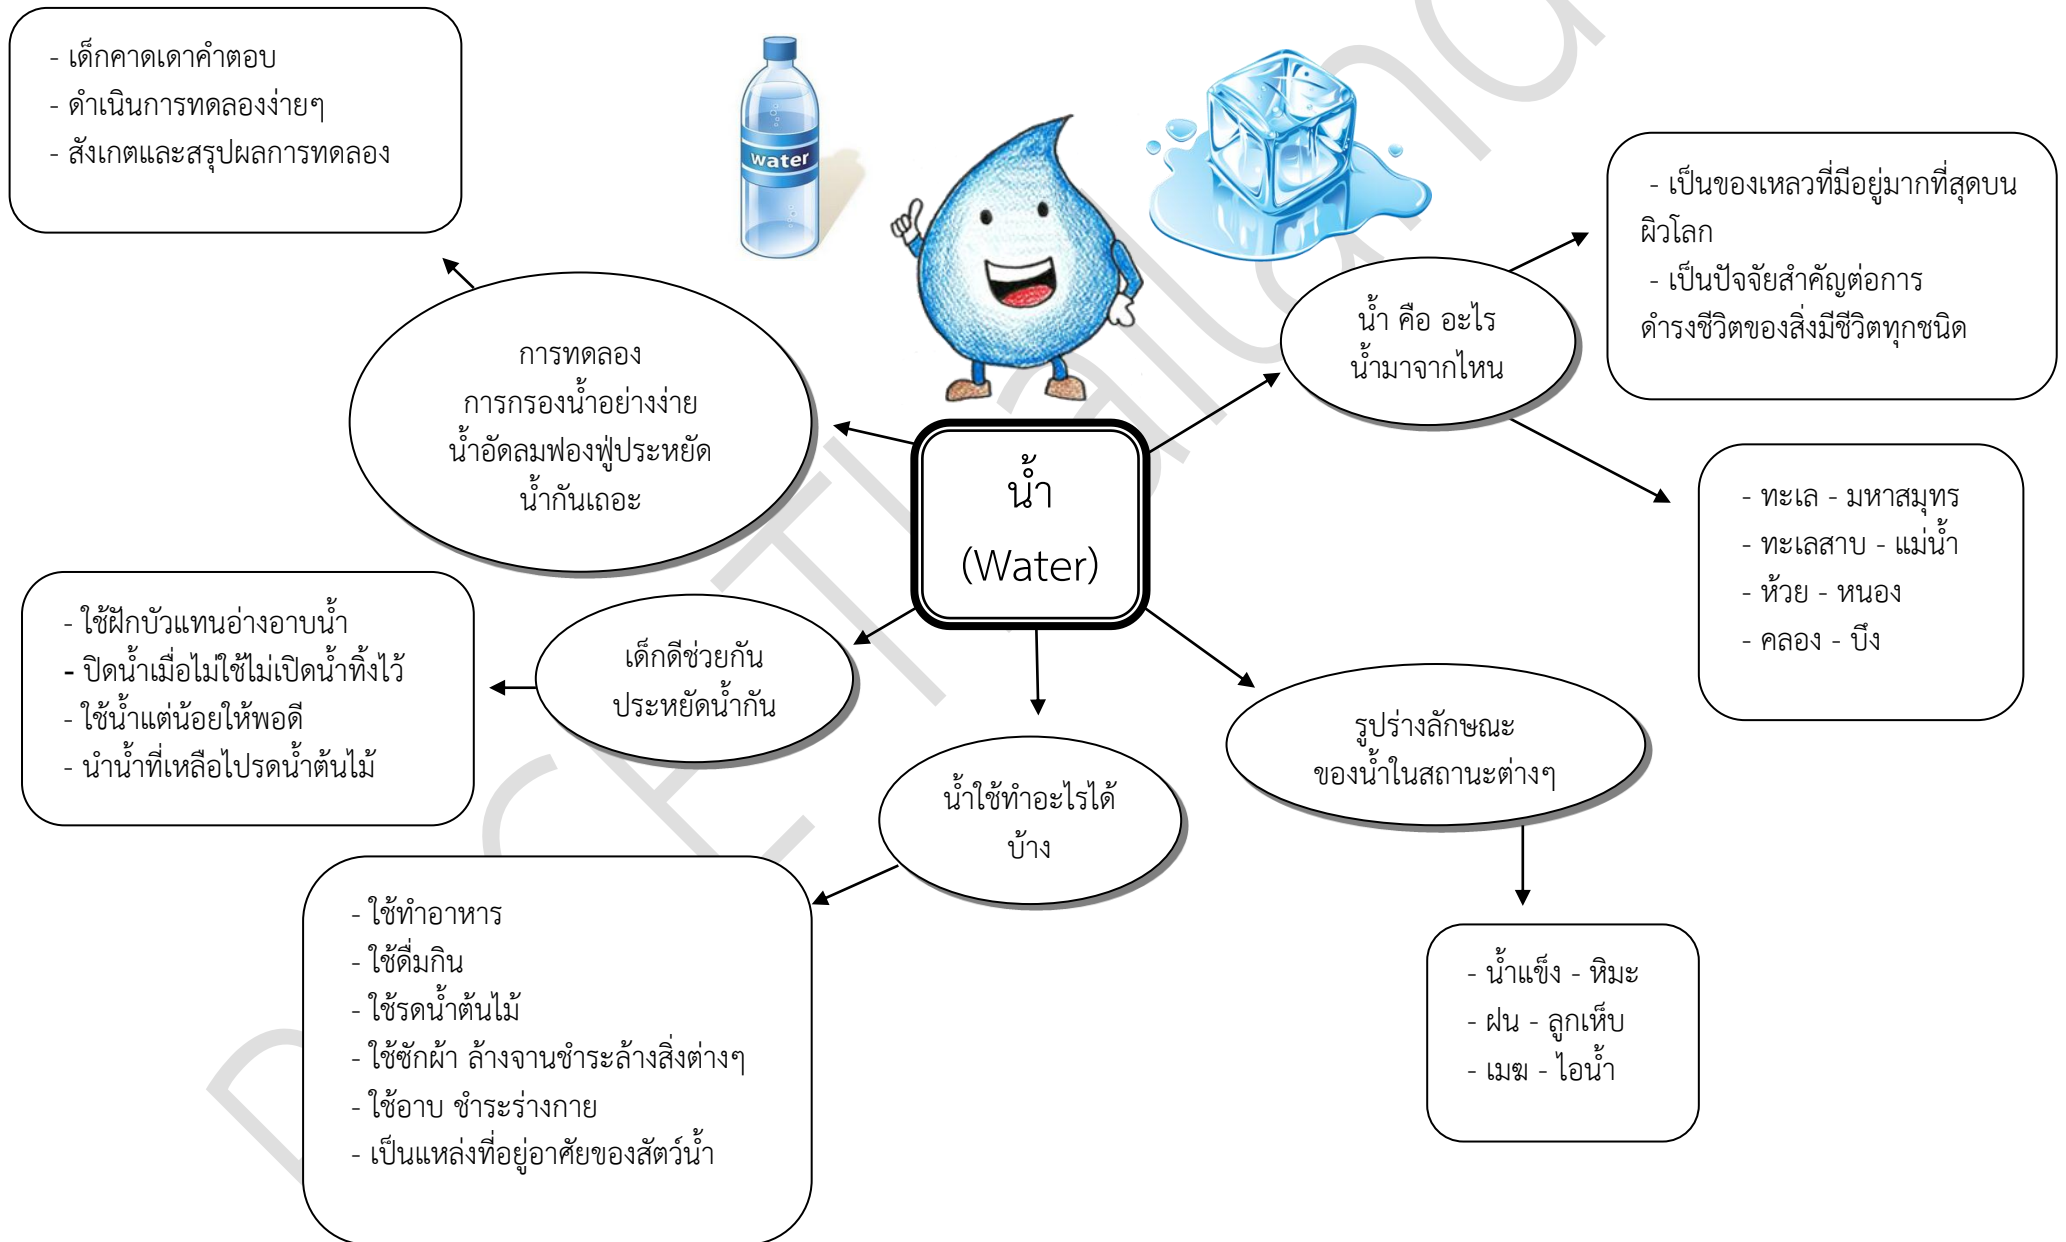 - เด็กคาดเดาคำตอบ
- ดำเนินการทดลองง่ายๆ
- สังเกตและสรุปผลการทดลอง
water
- เป็นของเหลวที่มีอยู่มากที่สุดบน
ผิวโลก
- เป็นปัจจัยสำคัญต่อการ
ดำรงชีวิตของสิ่งมีชีวิตทุกชนิด
น้ำ คือ อะไร
น้ำมาจากไหน
การทดลอง
การกรองน้ำอย่างง่าย
น้ำอัดลมฟองฟู่ประหยัด
น้ำกันเถอะ
น้ำ
(Water)
- ทะเล - มหาสมุทร
- ทะเลสาบ - แม่น้ำ
- ห้วย - หนอง
- คลอง - บึง
- ใช้ฝักบัวแทนอ่างอาบน้ำ
- ปิดน้ำเมื่อไม่ใช้ไม่เปิดน้ำทิ้งไว้
- ใช้น้ำแต่น้อยให้พอดี
- นำน้ำที่เหลือไปรดน้ำต้นไม้
เด็กดีช่วยกัน
ประหยัดน้ำกัน
น้ำใช้ทำอะไรได้
บ้าง
รูปร่างลักษณะ
ของน้ำในสถานะต่างๆ
- ใช้ทำอาหาร
- ใช้ดื่มกิน
- ใช้รดน้ำต้นไม้
- ใช้ซักผ้า ล้างจานชำระล้างสิ่งต่างๆ
- ใช้อาบ ชำระร่างกาย
- เป็นแหล่งที่อยู่อาศัยของสัตว์น้ำ
- น้ำแข็ง - หิมะ
- ฝน - ลูกเห็บ
- เมฆ - ไอน้ำ